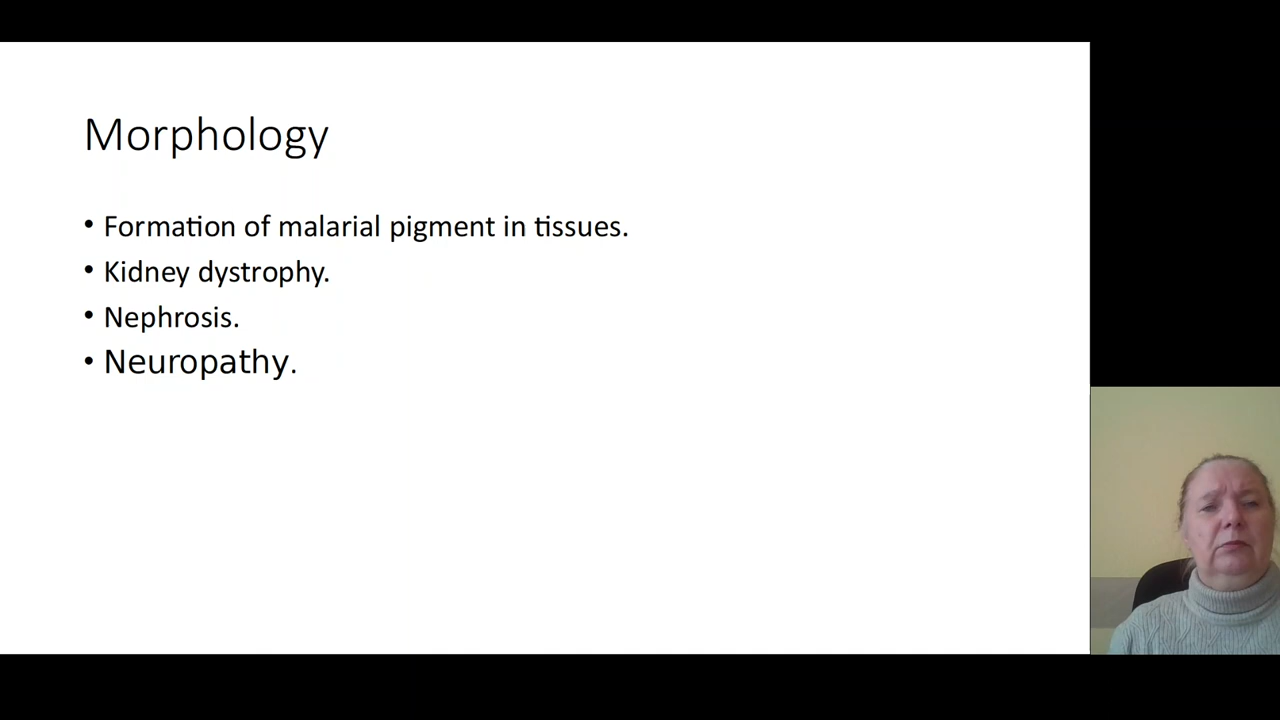 Morphology
• Formation of malarial pigment in tissues.
• Kidney dystrophy.
• Nephrosis.
• Neuropathy.